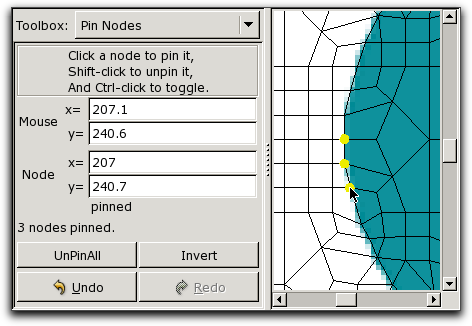 Toolbox: Pin Nodes
Click a node to pin it,
Shift-click to unpin it,
And Ctrl-click to toggle.
Mouse
x= 207.1
y= 240.6
Node
x= 207
y= 240.7
pinned
3 nodes pinned.
UnPinAll Invert
Undo Redo